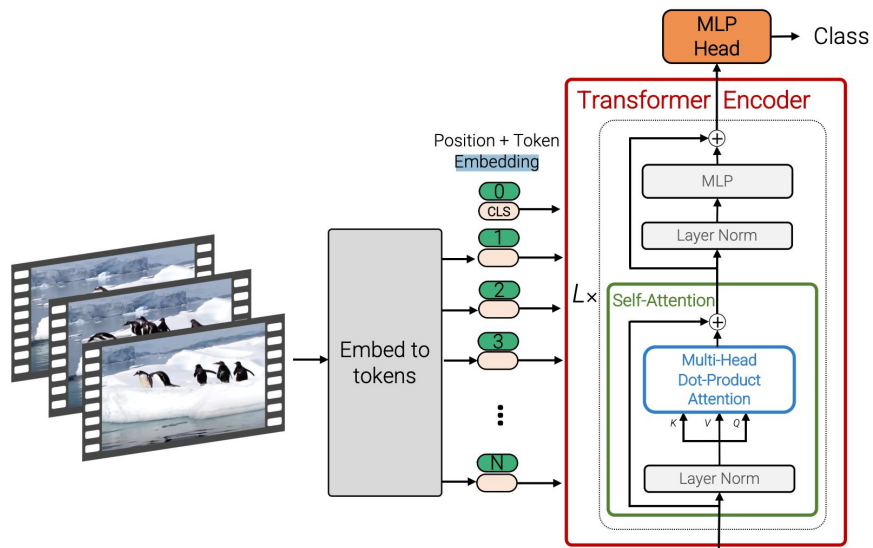 MLP
Head
Class
Transformer Encoder
Position + Token
Embedding
0
CLS
1
2
3
N
Embed to
tokens
L×
MLP
Layer Norm
Self-Attention
Multi-Head
Dot-Product
Attention
K V Q
Layer Norm